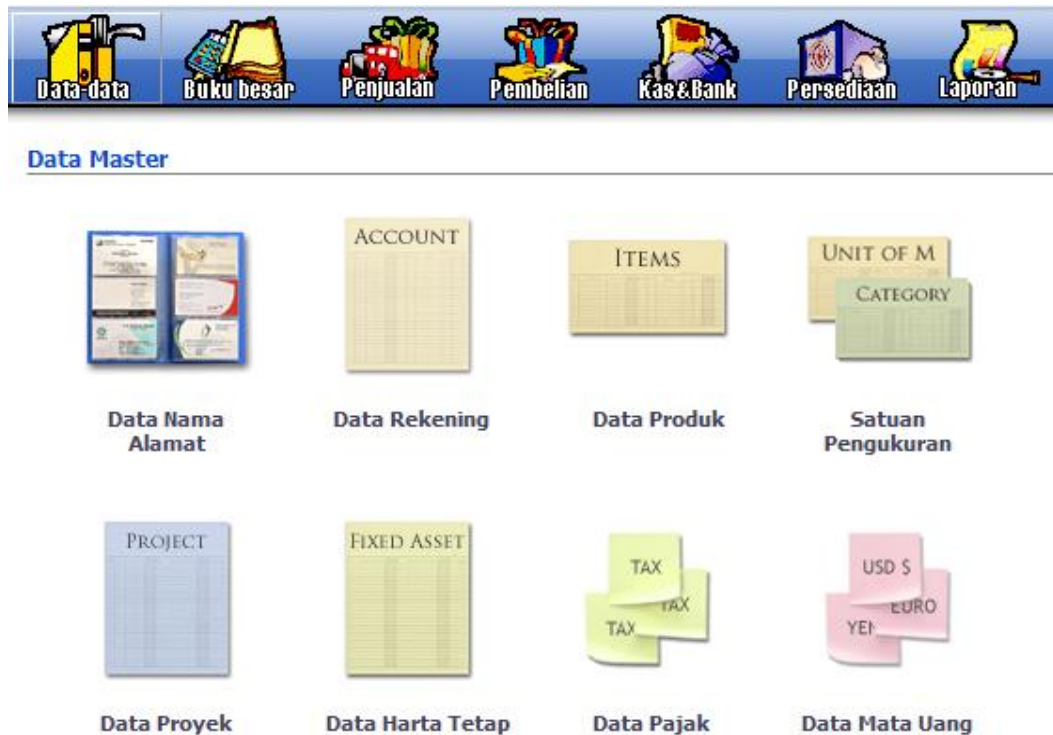 Data-data
Buku besar
Penjualan
Pembelian
Kas&Bank
Persediaan
Laporan
Data Master
ACCOUNT
ITEMS
UNIT OF M
CATEGORY
Data Nama
Alamat
Data Rekening
Data Produk
Satuan
Pengukuran
PROJECT
FIXED ASSET
TAX
TAX
TAX
USD $
EURO
YEN
Data Proyek
Data Harta Tetap
Data Pajak
Data Mata Uang